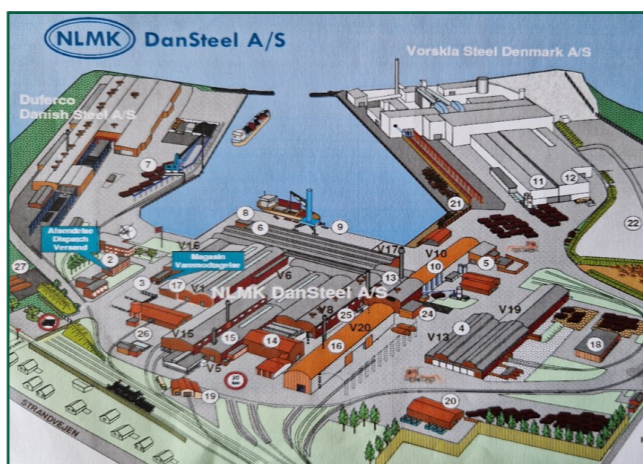 NLMK DanSteel A/S
Vorskla Steel Denmark A/S
Duferco
Danish Steel A/S
7
11
12
21
22
8
6
9
Afsendelse
Dispatch
Versand
2
V16
Magasin
Varemodtagelse
V17
V10
10
5
27
3
17
V1
V6
13
NLMK DanSteel A/S
V8
25
24
V19
4
V13
18
26
V15
15
14
16
V20
V5
19
20
STRANDVEJEN